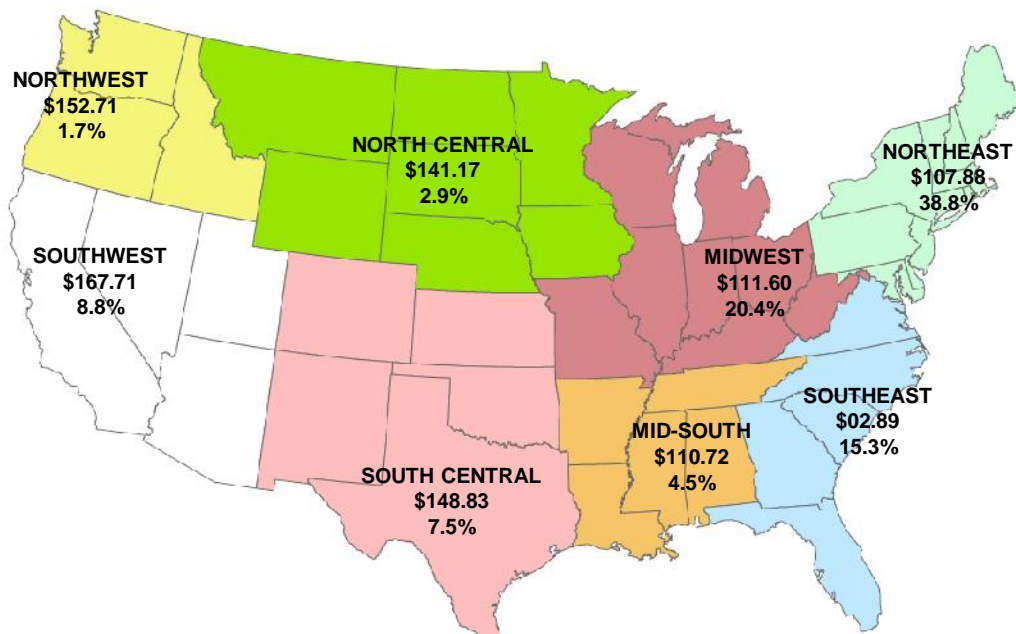 NORTHWEST
$152.71
1.7%
NORTH CENTRAL
$141.17
2.9%
NORTHEAST
$107.88
38.8%
SOUTHWEST
$167.71
8.8%
MIDWEST
$111.60
20.4%
SOUTHEAST
$02.89
15.3%
MID-SOUTH
$110.72
4.5%
SOUTH CENTRAL
$148.83
7.5%